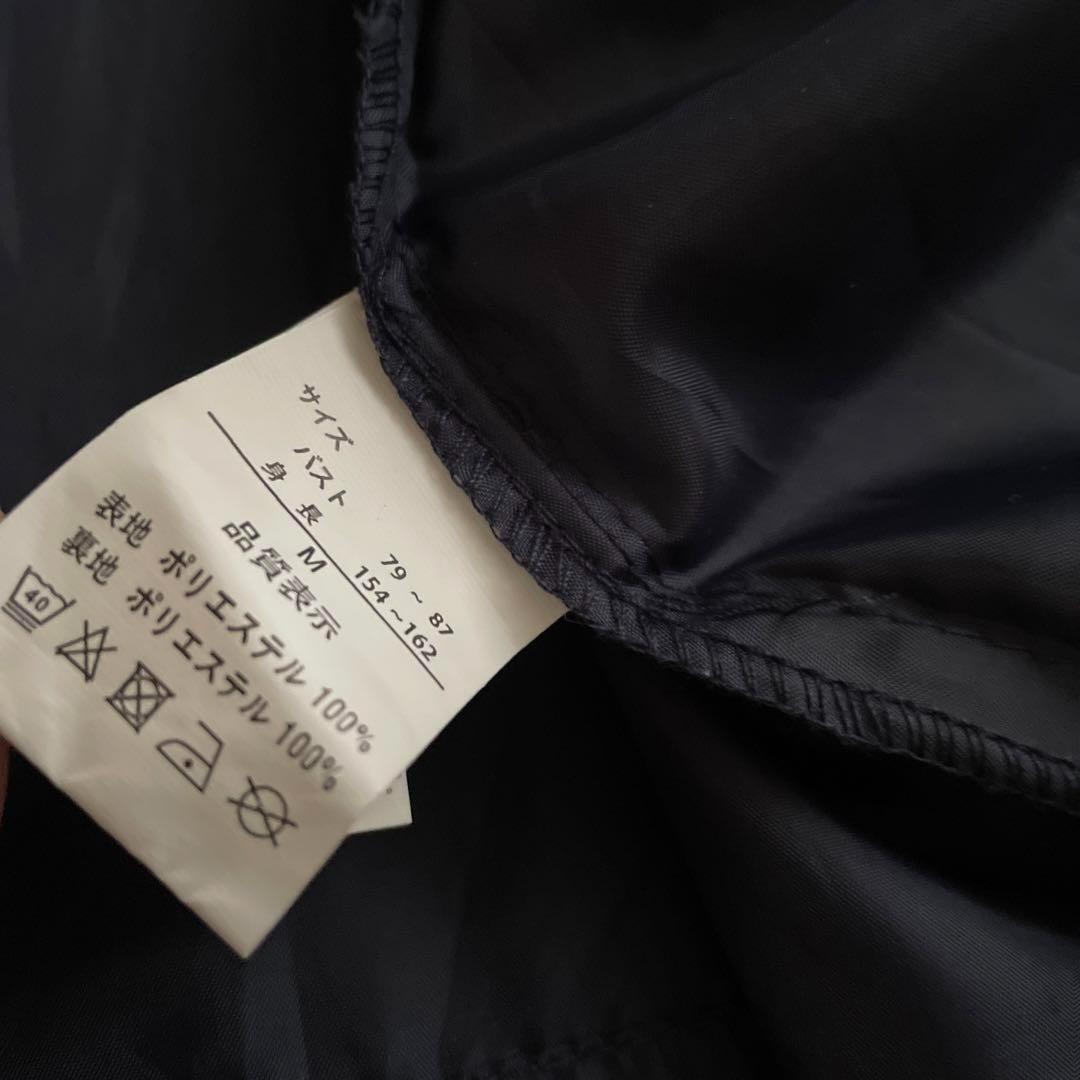 サイズ
バスト 79~87
身長 154~162
M
品質表示
表地 ポリエステル 100%
裏地 ポリエステル 100%
40